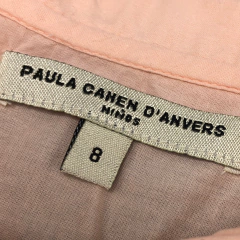 PAULA CAHEN D'ANVERS
NIÑOS
8